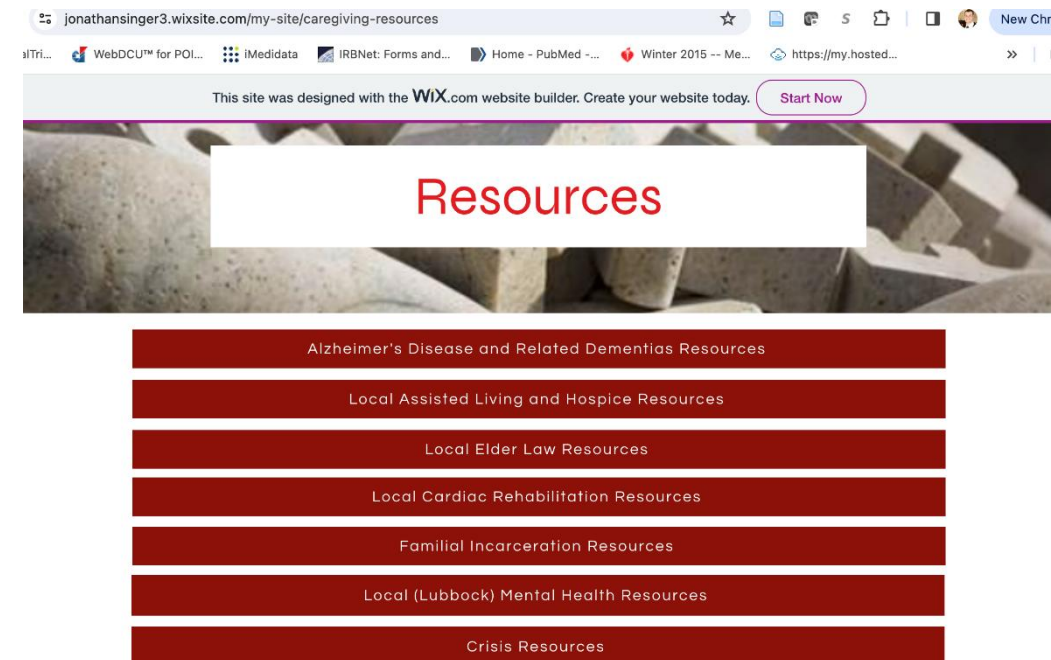 jonathansinger3.wixsite.com/my-site/caregiving-resources S New Chr
alTri... WebDCU™ for POI... iMedidata IRBNet: Forms and... Home - PubMed -... Winter 2015 -- Me... https://my.hosted... »
This site was designed with the WiX.com website builder. Create your website today. Start Now
Resources
Alzheimer's Disease and Related Dementias Resources
Local Assisted Living and Hospice Resources
Local Elder Law Resources
Local Cardiac Rehabilitation Resources
Familial Incarceration Resources
Local (Lubbock) Mental Health Resources
Crisis Resources